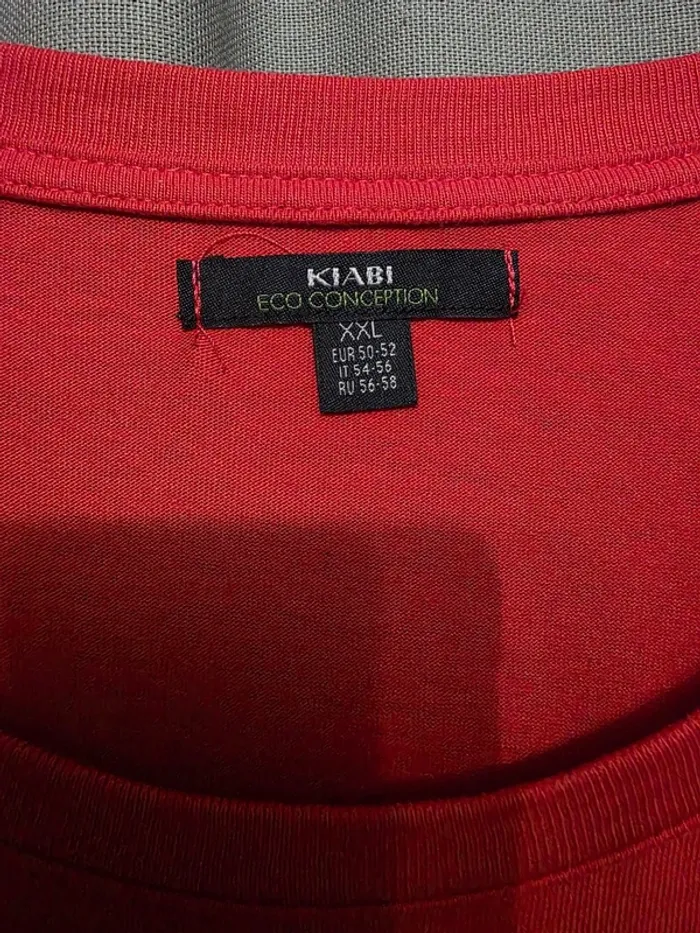 KIABI
ECO CONCEPTION
XXL
EUR 50-52
IT 54-56
RU 56-58